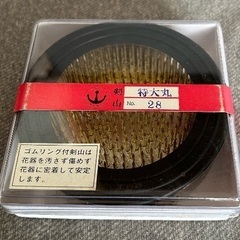 剣山
特大丸
No. 28
ゴムリング付剣山は
花器を汚さず傷めず
花器に密着して安定
します。